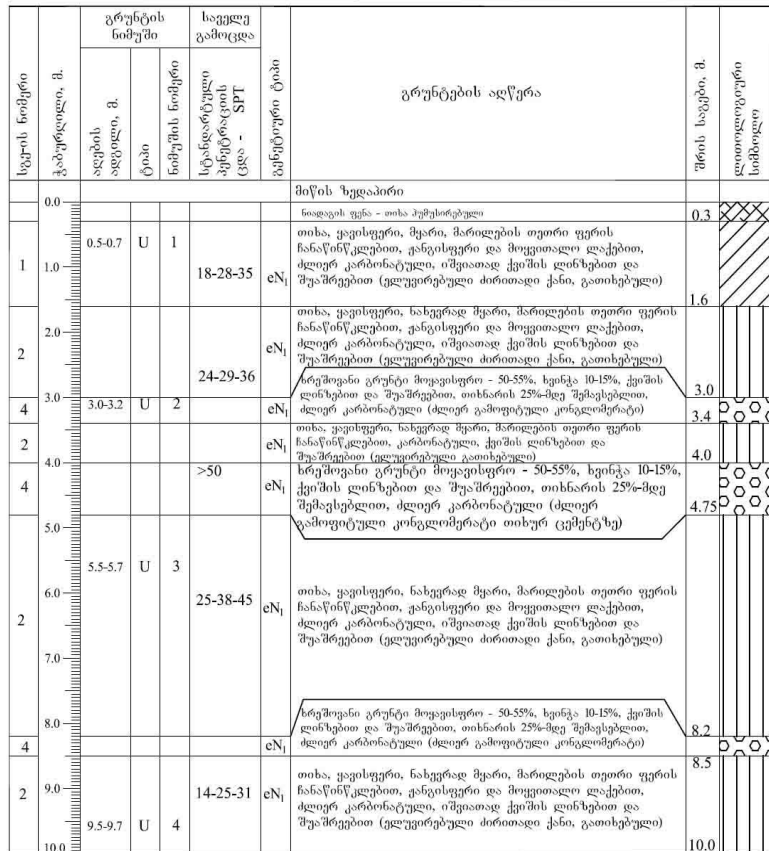 გრუნტის
ნიმუში
საველე
გამოცდა
სგე-ის ნომერი
ჭაბურღილი, მ.
აღების
ადგილი, მ.
ტიპი
ნიმუშის ნომერი
სტანდარტული
პენეტრაციის
ცდა - SPT
გენეტიური ტიპი
გრუნტების აღწერა
შრის საგები, მ.
ლითოლოგიური
სიმბოლო
მიწის ზედაპირი
0.0
ნიადაგის ფენა - თიხა ჰუმუსირებული
0.3
1
0.5-0.7 U 1
1.0
18-28-35
eN1
თიხა, ყავისფერი, მყარი, მარილების თეთრი ფერის
ჩანაწინწკლებით, ჟანგისფერი და მოყვითალო ლაქებით,
ძლიერ კარბონატული, იშვიათად ქვიშის ლინზებით და
შუაშრეებით (ელუვირებული ძირითადი ქანი, გათიხებული)
1.6
2
2.0
24-29-36
eN1
თიხა, ყავისფერი, ნახევრად მყარი, მარილების თეთრი ფერის
ჩანაწინწკლებით, ჟანგისფერი და მოყვითალო ლაქებით,
ძლიერ კარბონატული, იშვიათად ქვიშის ლინზებით და
შუაშრეებით (ელუვირებული ძირითადი ქანი, გათიხებული)
3.0
4
3.0
3.0-3.2 U 2
eN1
ხრეშოვანი გრუნტი მოყავისფრო - 50-55%, ხვინჭა 10-15%, ქვიშის
ლინზებით და შუაშრეებით, თიხნარის 25%-მდე შემავსებლით,
ძლიერ კარბონატული (ძლიერ გამოფიტული კონგლომერატი)
3.4
2
eN1
თიხა, ყავისფერი, ნახევრად მყარი, მარილების თეთრი ფერის
ჩანაწინწკლებით, კარბონატული, ქვიშის ლინზებით და
შუაშრეებით (ელუვირებული გათიხებული)
4.0
4
4.0
>50
eN1
ხრეშოვანი გრუნტი მოყავისფრო - 50-55%, ხვინჭა 10-15%,
ქვიშის ლინზებით და შუაშრეებით, თიხნარის 25%-მდე
შემავსებლით, ძლიერ კარბონატული (ძლიერ
გამოფიტული კონგლომერატი თიხურ ცემენტზე)
4.75
2
5.0
5.5-5.7 U 3
6.0
25-38-45
eN1
თიხა, ყავისფერი, ნახევრად მყარი, მარილების თეთრი ფერის
ჩანაწინწკლებით, ჟანგისფერი და მოყვითალო ლაქებით,
ძლიერ კარბონატული, იშვიათად ქვიშის ლინზებით და
შუაშრეებით (ელუვირებული ძირითადი ქანი, გათიხებული)
7.0
8.0
8.2
4
eN1
ხრეშოვანი გრუნტი მოყავისფრო - 50-55%, ხვინჭა 10-15%, ქვიშის
ლინზებით და შუაშრეებით, თიხნარის 25%-მდე შემავსებლით,
ძლიერ კარბონატული (ძლიერ გამოფიტული კონგლომერატი)
8.5
2
9.0
14-25-31
eN1
თიხა, ყავისფერი, ნახევრად მყარი, მარილების თეთრი ფერის
ჩანაწინწკლებით, ჟანგისფერი და მოყვითალო ლაქებით,
ძლიერ კარბონატული, იშვიათად ქვიშის ლინზებით და
შუაშრეებით (ელუვირებული ძირითადი ქანი, გათიხებული)
9.5-9.7 U 4
10.0
10.0